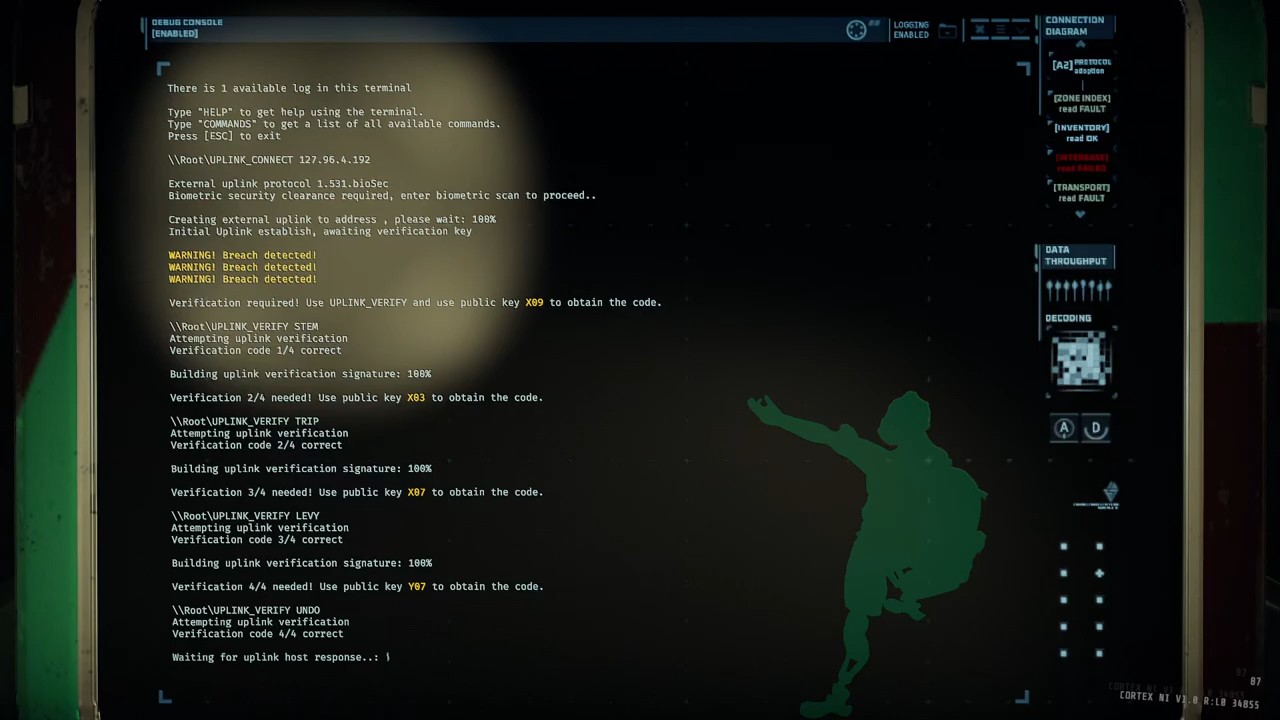 DEBUG CONSOLE
[ENABLED]
LOGGING
ENABLED
There is 1 available log in this terminal
Type "HELP" to get help using the terminal.
Type "COMMANDS" to get a list of all available commands.
Press [ESC] to exit
\\Root\UPLINK_CONNECT 127.96.4.192
External uplink protocol 1.531.bioSec
Biometric security clearance required, enter biometric scan to proceed..
Creating external uplink to address , please wait: 100%
Initial Uplink establish, awaiting verification key
WARNING! Breach detected!
WARNING! Breach detected!
WARNING! Breach detected!
Verification required! Use UPLINK_VERIFY and use public key X09 to obtain the code.
\\Root\UPLINK_VERIFY STEM
Attempting uplink verification
Verification code 1/4 correct
Building uplink verification signature: 100%
Verification 2/4 needed! Use public key X03 to obtain the code.
\\Root\UPLINK_VERIFY TRIP
Attempting uplink verification
Verification code 2/4 correct
Building uplink verification signature: 100%
Verification 3/4 needed! Use public key X07 to obtain the code.
\\Root\UPLINK_VERIFY LEVY
Attempting uplink verification
Verification code 3/4 correct
Building uplink verification signature: 100%
Verification 4/4 needed! Use public key Y07 to obtain the code.
\\Root\UPLINK_VERIFY UNDO
Attempting uplink verification
Verification code 4/4 correct
Waiting for uplink host response..: \
CONNECTION
DIAGRAM
[A2] PROTOCOL
adoption
[ZONE INDEX]
read FAULT
[INVENTORY]
read OK
read FAILED
[TRANSPORT]
read FAULT
DATA
THROUGHPUT
DECODING
A D
87
CORTEX NI V1.0 R:L0 34855